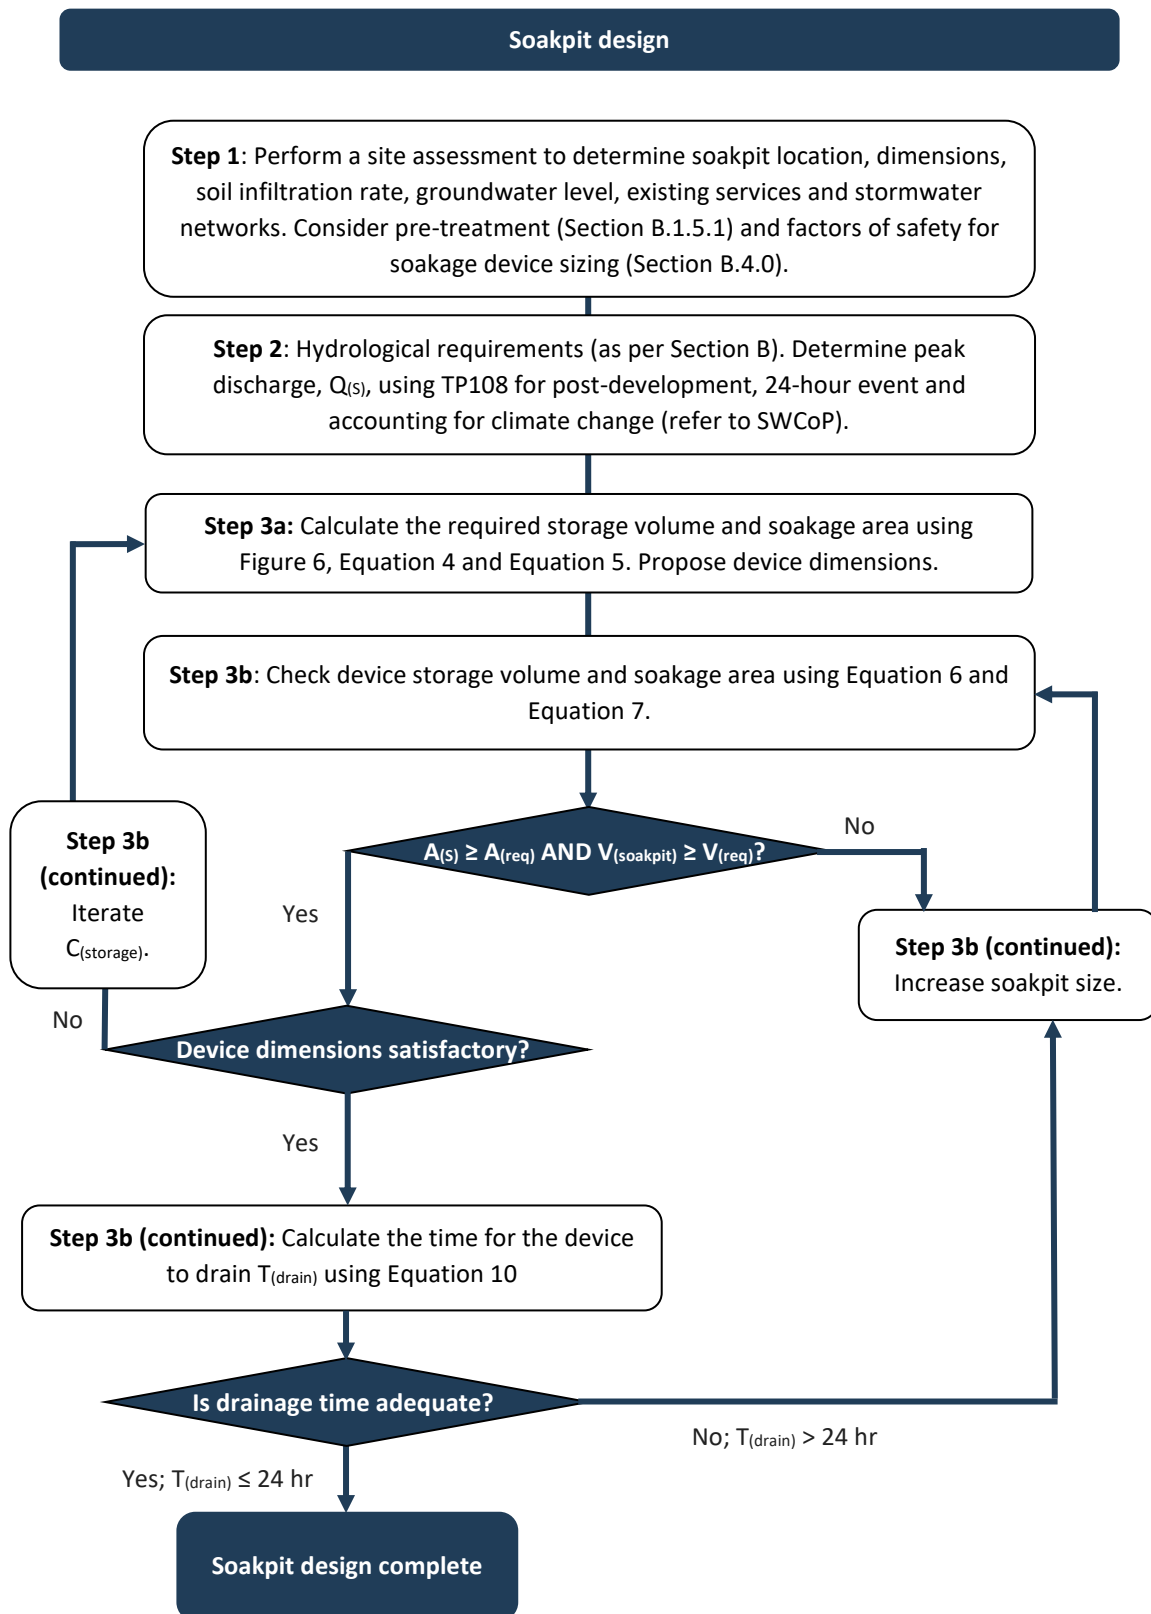 Soakpit design
Step 1: Perform a site assessment to determine soakpit location, dimensions,
soil infiltration rate, groundwater level, existing services and stormwater
networks. Consider pre-treatment (Section B.1.5.1) and factors of safety for
soakage device sizing (Section B.4.0).
Step 2: Hydrological requirements (as per Section B). Determine peak
discharge, Q(S), using TP108 for post-development, 24-hour event and
accounting for climate change (refer to SWCoP).
Step 3a: Calculate the required storage volume and soakage area using
Figure 6, Equation 4 and Equation 5. Propose device dimensions.
Step 3b: Check device storage volume and soakage area using Equation 6 and
Equation 7.
A(S) ≥ A(req) AND V(soakpit) ≥ V(req)?
No
Yes
Step 3b
(continued):
Iterate
C(storage).
Step 3b (continued):
Increase soakpit size.
No
Device dimensions satisfactory?
Yes
Step 3b (continued): Calculate the time for the device
to drain T(drain) using Equation 10
Is drainage time adequate?
No; T(drain) > 24 hr
Yes; T(drain) ≤ 24 hr
Soakpit design complete